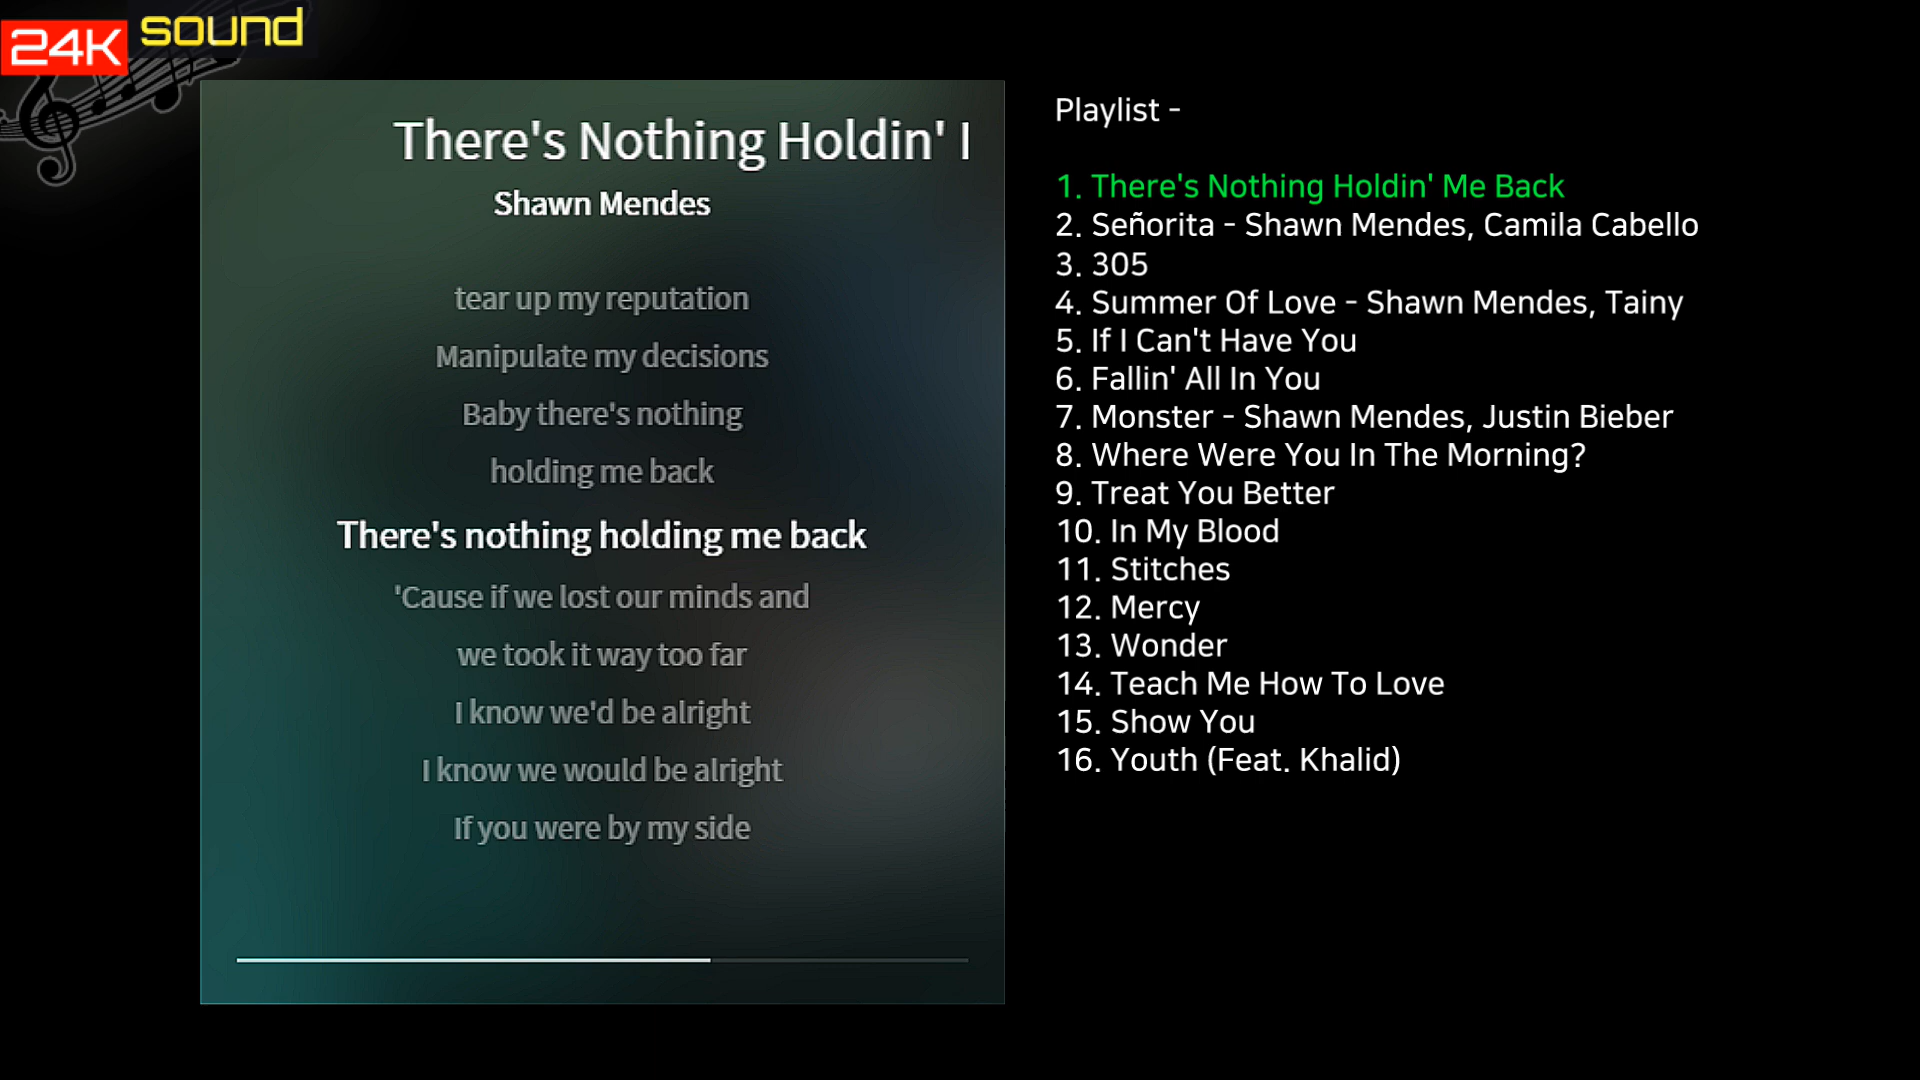 24K sound
There's Nothing Holdin' I
Shawn Mendes
tear up my reputation
Manipulate my decisions
Baby there's nothing
holding me back
There's nothing holding me back
'Cause if we lost our minds and
we took it way too far
I know we'd be alright
I know we would be alright
If you were by my side
Playlist -
1. There's Nothing Holdin' Me Back
2. Señorita - Shawn Mendes, Camila Cabello
3. 305
4. Summer Of Love - Shawn Mendes, Tainy
5. If I Can't Have You
6. Fallin' All In You
7. Monster - Shawn Mendes, Justin Bieber
8. Where Were You In The Morning?
9. Treat You Better
10. In My Blood
11. Stitches
12. Mercy
13. Wonder
14. Teach Me How To Love
15. Show You
16. Youth (Feat. Khalid)